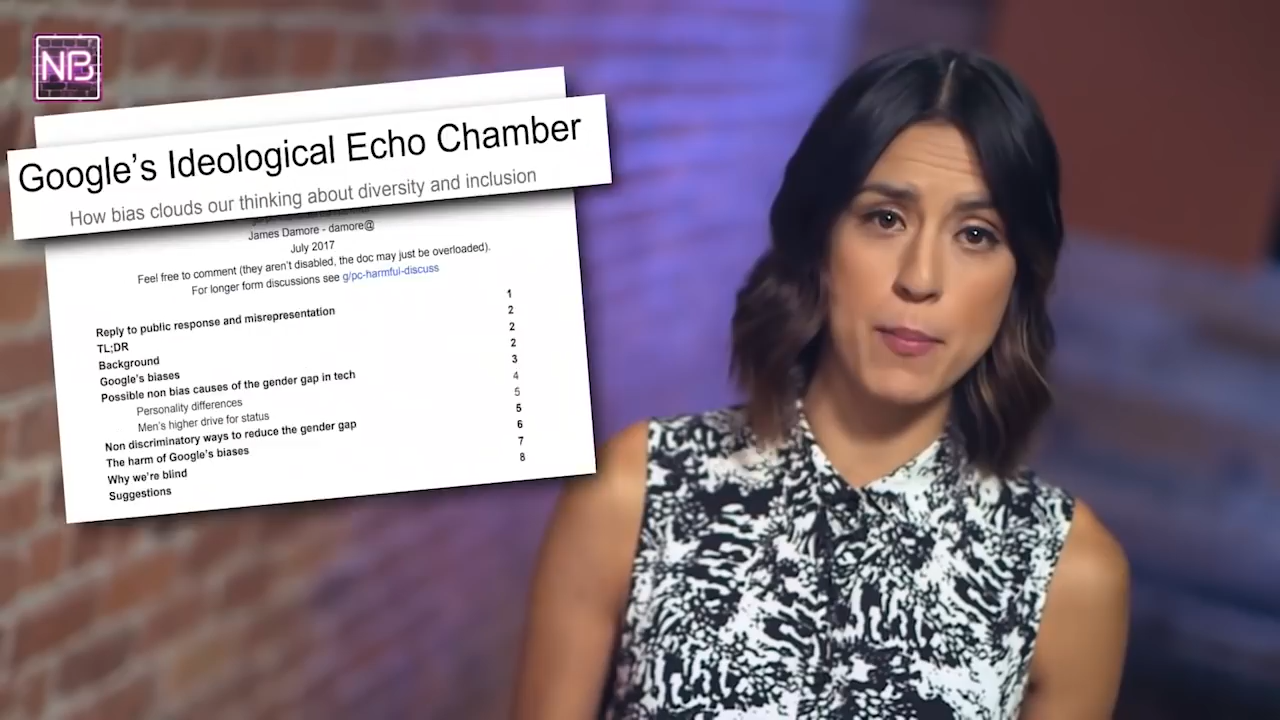 NB
Google's Ideological Echo Chamber
How bias clouds our thinking about diversity and inclusion
James Damore - damore@
July 2017
Feel free to comment (they aren't disabled, the doc may just be overloaded).
For longer form discussions see g/pc-harmful-discuss
Reply to public response and misrepresentation 1
TL;DR 2
Background 2
Google's biases 2
Possible non bias causes of the gender gap in tech 3
Personality differences 4
Men's higher drive for status 5
Non discriminatory ways to reduce the gender gap 5
The harm of Google's biases 6
Why we're blind 7
Suggestions 8